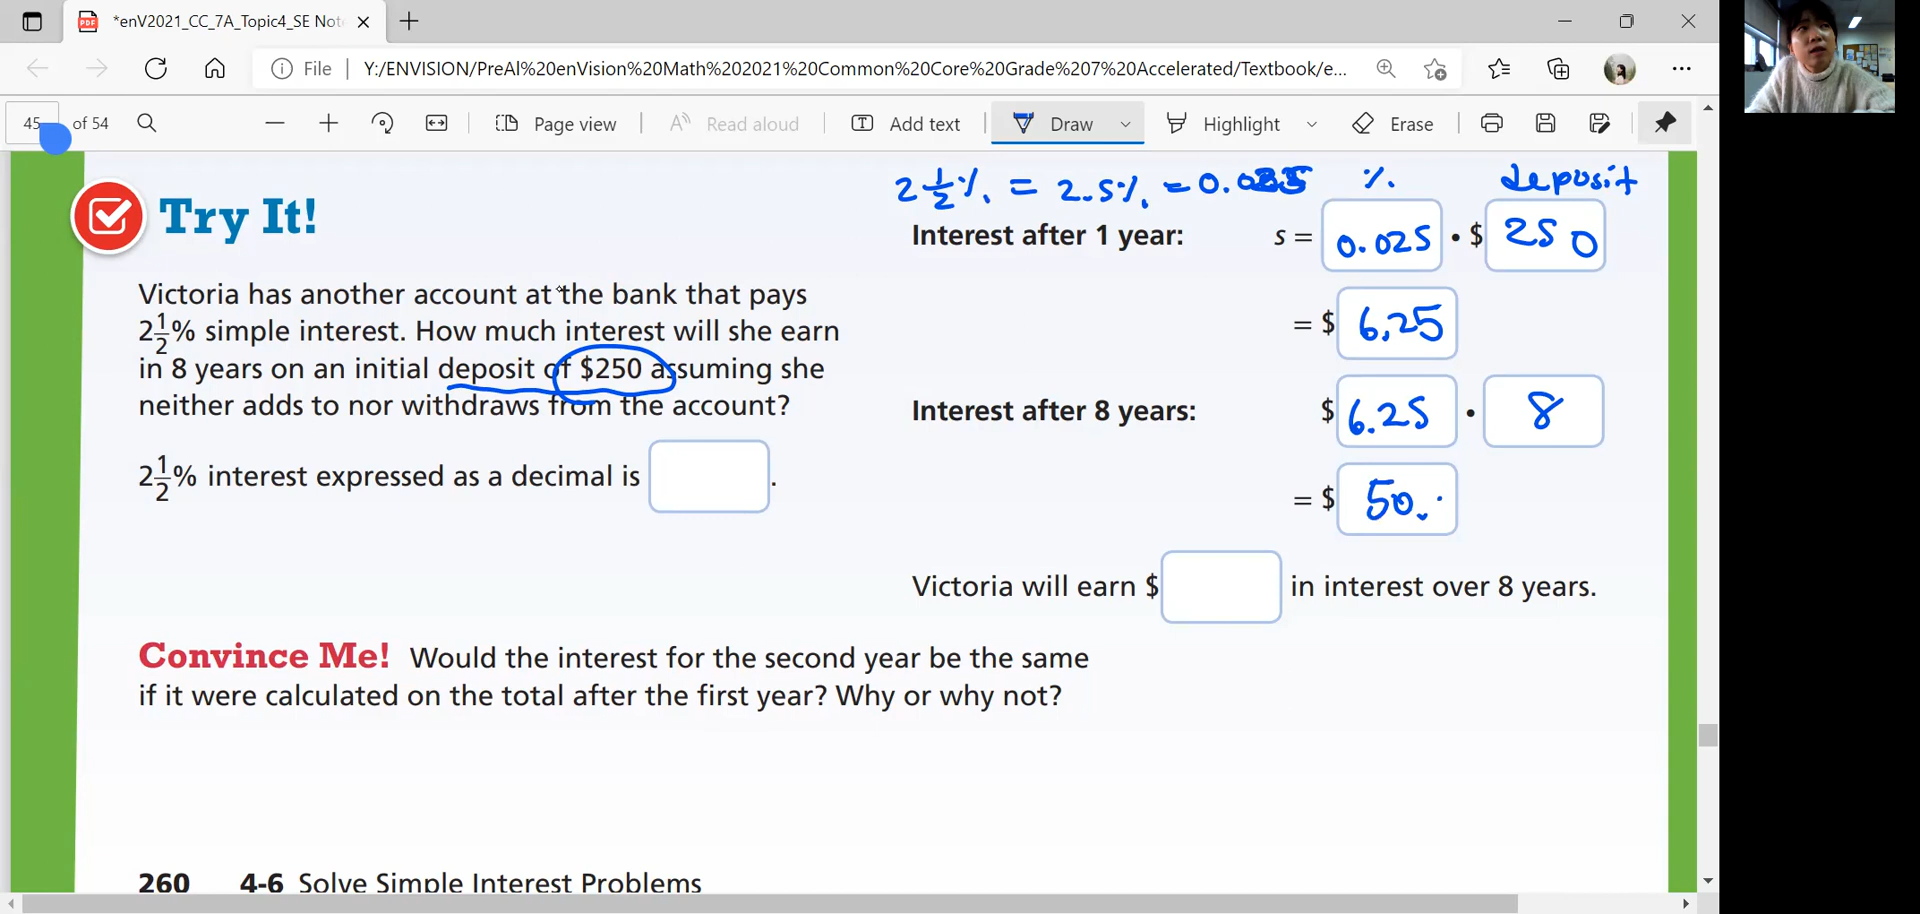 *enV2021_CC_7A_Topic4_SE Not
File
Y:/ENVISION/PreAl%20enVision%20Math%202021%20Common%20Core%20Grade%207%20Accelerated/Textbook/e...
45 of 54
Page view
Read aloud
Add text
Draw
Highlight
Erase
2 1/2 % = 2.5% = 0.025 % deposit
Try It!
Interest after 1 year: s = 0.025 • $ 250
Victoria has another account at the bank that pays
2 1/2 % simple interest. How much interest will she earn
= $ 6.25
in 8 years on an initial deposit of $250 assuming she
neither adds to nor withdraws from the account?
Interest after 8 years: $ 6.25 • 8
2 1/2 % interest expressed as a decimal is .
= $ 50.
Victoria will earn $ in interest over 8 years.
Convince Me! Would the interest for the second year be the same
if it were calculated on the total after the first year? Why or why not?
260 4-6 Solve Simple Interest Problems